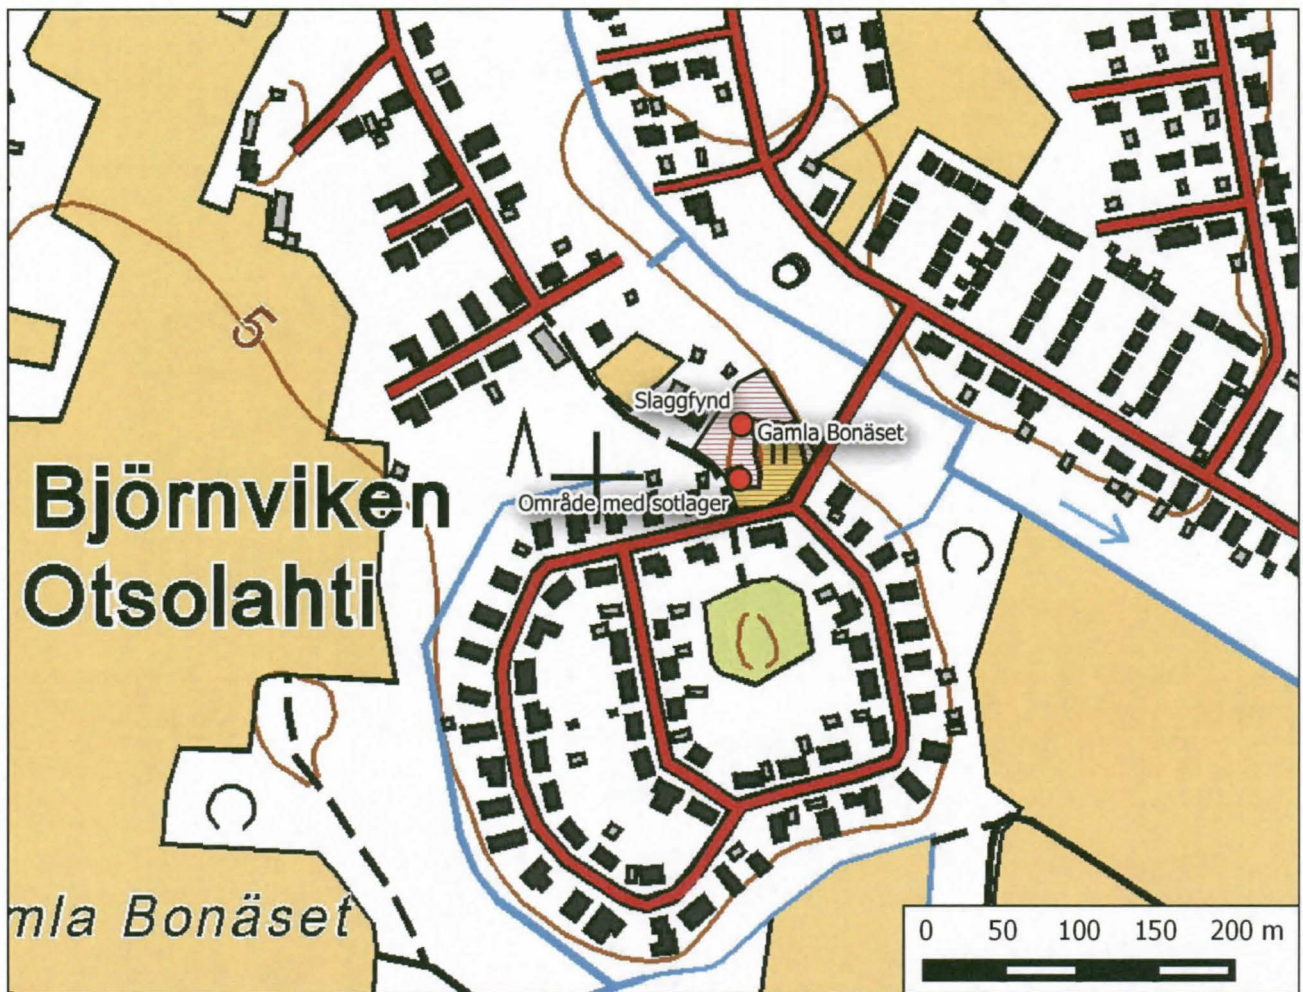 5
Slaggfynd
Gamla Bonäset
Område med sotlager
Björnviken
Otsolahti
mla Bonäset
0 50 100 150 200 m